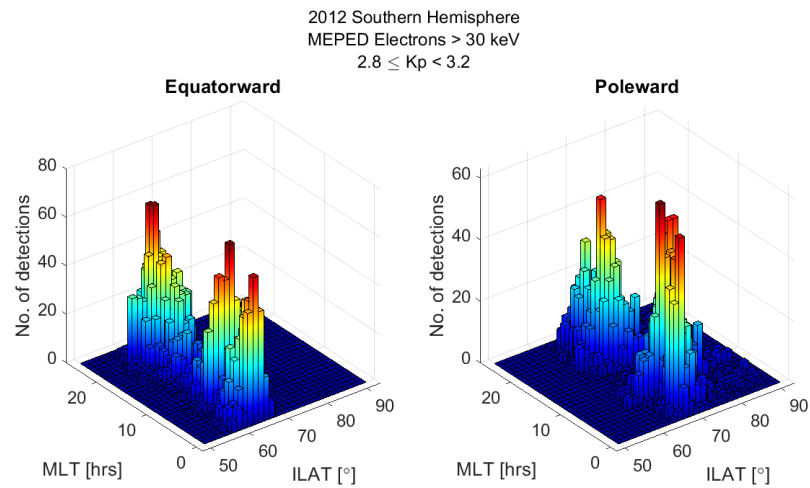 2012 Southern Hemisphere
MEPED Electrons > 30 keV
2.8 ≤ Kp < 3.2
Equatorward
80
60
40
20
0
No. of detections
20
10
0
MLT [hrs]
50
60
70
80
90
ILAT [°]
Poleward
60
40
20
0
No. of detections
20
10
0
MLT [hrs]
50
60
70
80
90
ILAT [°]